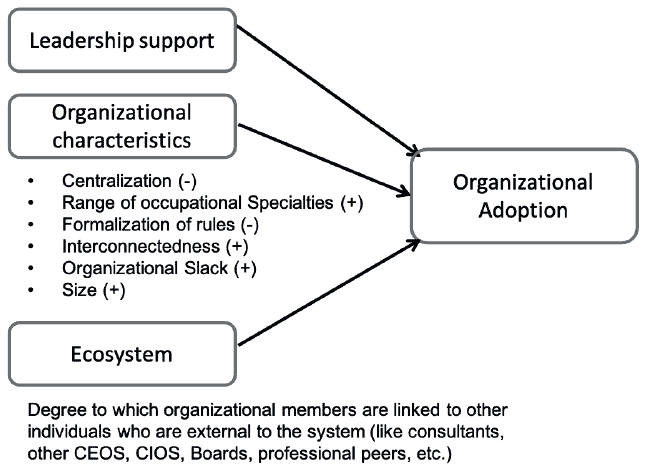 Leadership support
Organizational
characteristics
• Centralization (-)
• Range of occupational Specialties (+)
• Formalization of rules (-)
• Interconnectedness (+)
• Organizational Slack (+)
• Size (+)
Organizational
Adoption
Ecosystem
Degree to which organizational members are linked to other
individuals who are external to the system (like consultants,
other CEOS, CIOS, Boards, professional peers, etc.)